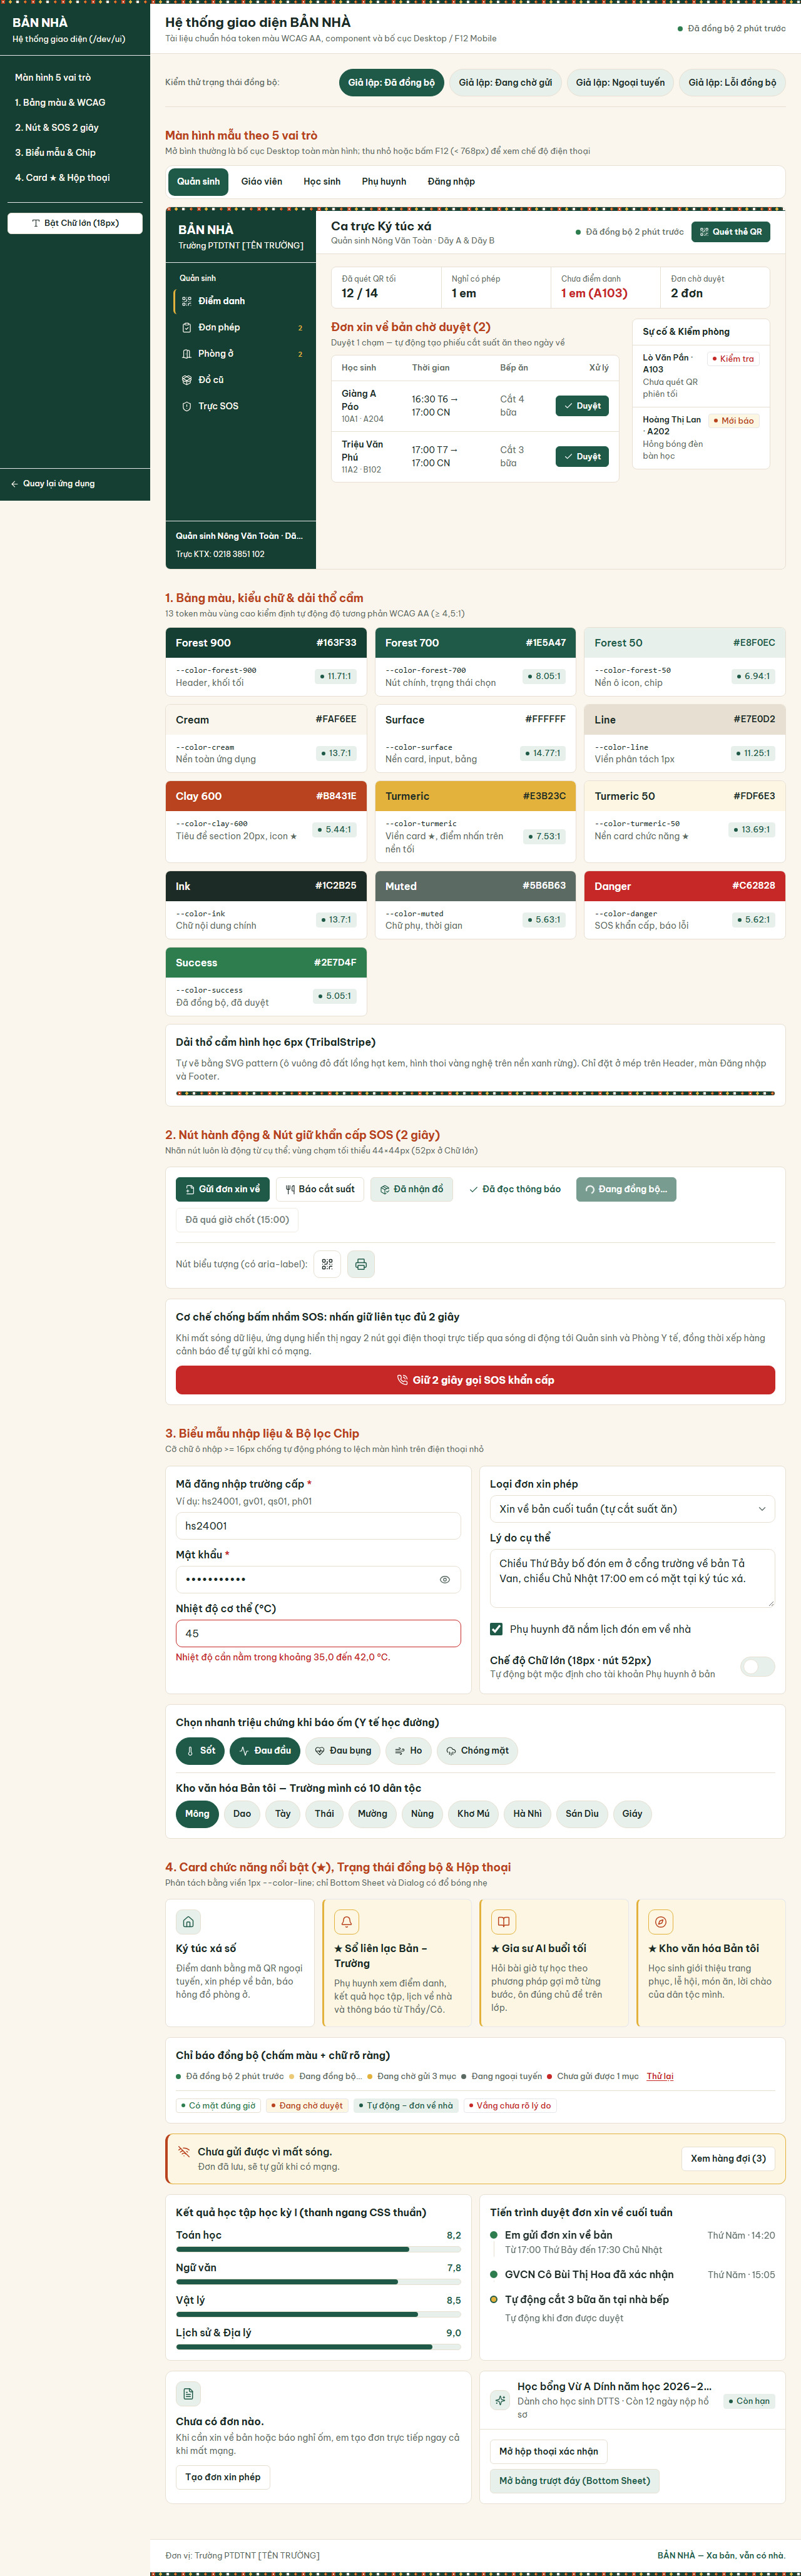 BẢN NHÀ
Hệ thống giao diện (/dev/ui)
Màn hình 5 vai trò
1. Bảng màu & WCAG
2. Nút & SOS 2 giây
3. Biểu mẫu & Chip
4. Card ★ & Hộp thoại
Bật Chữ lớn (18px)
Quay lại ứng dụng
Hệ thống giao diện BẢN NHÀ
Tài liệu chuẩn hóa token màu WCAG AA, component và bố cục Desktop / F12 Mobile
Đã đồng bộ 2 phút trước
Kiểm thử trạng thái đồng bộ:
Giả lập: Đã đồng bộ
Giả lập: Đang chờ gửi
Giả lập: Ngoại tuyến
Giả lập: Lỗi đồng bộ
Màn hình mẫu theo 5 vai trò
Mở bình thường là bố cục Desktop toàn màn hình; thu nhỏ hoặc bấm F12 (< 768px) để xem chế độ điện thoại
Quản sinh
Giáo viên
Học sinh
Phụ huynh
Đăng nhập
BẢN NHÀ
Trường PTDTNT [TÊN TRƯỜNG]
Quản sinh
Điểm danh
Đơn phép 2
Phòng ở 2
Đồ cũ
Trực SOS
Quản sinh Nông Văn Toàn · Dã...
Trực KTX: 0218 3851 102
Ca trực Ký túc xá
Quản sinh Nông Văn Toàn · Dãy A & Dãy B
Đã đồng bộ 2 phút trước
Quét thẻ QR
Đã quét QR tối
12 / 14
Nghỉ có phép
1 em
Chưa điểm danh
1 em (A103)
Đơn chờ duyệt
2 đơn
Đơn xin về bản chờ duyệt (2)
Duyệt 1 chạm — tự động tạo phiếu cắt suất ăn theo ngày về
Học sinh Thời gian Bếp ăn Xử lý
Giàng A Páo
10A1 · A204
16:30 T6 → 17:00 CN
Cắt 4 bữa
Duyệt
Triệu Văn Phú
11A2 · B102
17:00 T7 → 17:00 CN
Cắt 3 bữa
Duyệt
Sự cố & Kiểm phòng
Lò Văn Pắn · A103
Chưa quét QR phiên tối
Kiểm tra
Hoàng Thị Lan · A202
Hỏng bóng đèn bàn học
Mới báo
1. Bảng màu, kiểu chữ & dải thổ cẩm
13 token màu vùng cao kiểm định tự động độ tương phản WCAG AA (≥ 4,5:1)
Forest 900 #163F33
--color-forest-900
Header, khối tối
11.71:1
Forest 700 #1E5A47
--color-forest-700
Nút chính, trạng thái chọn
8.05:1
Forest 50 #E8F0EC
--color-forest-50
Nền ô icon, chip
6.94:1
Cream #FAF6EE
--color-cream
Nền toàn ứng dụng
13.7:1
Surface #FFFFFF
--color-surface
Nền card, input, bảng
14.77:1
Line #E7E0D2
--color-line
Viền phân tách 1px
11.25:1
Clay 600 #B8431E
--color-clay-600
Tiêu đề section 20px, icon ★
5.44:1
Turmeric #E3B23C
--color-turmeric
Viền card ★, điểm nhấn trên nền tối
7.53:1
Turmeric 50 #FDF6E3
--color-turmeric-50
Nền card chức năng ★
13.69:1
Ink #1C2B25
--color-ink
Chữ nội dung chính
13.7:1
Muted #5B6B63
--color-muted
Chữ phụ, thời gian
5.63:1
Danger #C62828
--color-danger
SOS khẩn cấp, báo lỗi
5.62:1
Success #2E7D4F
--color-success
Đã đồng bộ, đã duyệt
5.05:1
Dải thổ cẩm hình học 6px (TribalStripe)
Tự vẽ bằng SVG pattern (ô vuông đỏ đất lồng hạt kem, hình thoi vàng nghệ trên nền xanh rừng). Chỉ đặt ở mép trên Header, màn Đăng nhập
và Footer.
2. Nút hành động & Nút giữ khẩn cấp SOS (2 giây)
Nhãn nút luôn là động từ cụ thể; vùng chạm tối thiểu 44×44px (52px ở Chữ lớn)
Gửi đơn xin về
Báo cắt suất
Đã nhận đồ
Đã đọc thông báo
Đang đồng bộ...
Đã quá giờ chốt (15:00)
Nút biểu tượng (có aria-label):
Cơ chế chống bấm nhầm SOS: nhấn giữ liên tục đủ 2 giây
Khi mất sóng dữ liệu, ứng dụng hiển thị ngay 2 nút gọi điện thoại trực tiếp qua sóng di động tới Quản sinh và Phòng Y tế, đồng thời xếp hàng
cảnh báo để tự gửi khi có mạng.
Giữ 2 giây gọi SOS khẩn cấp
3. Biểu mẫu nhập liệu & Bộ lọc Chip
Cỡ chữ ô nhập >= 16px chống tự động phóng to lệch màn hình trên điện thoại nhỏ
Mã đăng nhập trường cấp *
Ví dụ: hs24001, gv01, qs01, ph01
hs24001
Mật khẩu *
•••••••••••
Nhiệt độ cơ thể (°C)
45
Nhiệt độ cần nằm trong khoảng 35,0 đến 42,0 °C.
Loại đơn xin phép
Xin về bản cuối tuần (tự cắt suất ăn)
Lý do cụ thể
Chiều Thứ Bảy bố đón em ở cổng trường về bản Tả
Van, chiều Chủ Nhật 17:00 em có mặt tại ký túc xá.
Phụ huynh đã nắm lịch đón em về nhà
Chế độ Chữ lớn (18px · nút 52px)
Tự động bật mặc định cho tài khoản Phụ huynh ở bản
Chọn nhanh triệu chứng khi báo ốm (Y tế học đường)
Sốt
Đau đầu
Đau bụng
Ho
Chóng mặt
Kho văn hóa Bản tôi — Trường mình có 10 dân tộc
Mông
Dao
Tày
Thái
Mường
Nùng
Khơ Mú
Hà Nhì
Sán Dìu
Giáy
4. Card chức năng nổi bật (★), Trạng thái đồng bộ & Hộp thoại
Phân tách bằng viền 1px --color-line; chỉ Bottom Sheet và Dialog có đổ bóng nhẹ
Ký túc xá số
Điểm danh bằng mã QR ngoại
tuyến, xin phép về bản, báo
hỏng đồ phòng ở.
★ Sổ liên lạc Bản –
Trường
Phụ huynh xem điểm danh,
kết quả học tập, lịch về nhà
và thông báo từ Thầy/Cô.
★ Gia sư AI buổi tối
Hỏi bài giờ tự học theo
phương pháp gợi mở từng
bước, ôn đúng chủ đề trên
lớp.
★ Kho văn hóa Bản tôi
Học sinh giới thiệu trang
phục, lễ hội, món ăn, lời chào
của dân tộc mình.
Chỉ báo đồng bộ (chấm màu + chữ rõ ràng)
Đã đồng bộ 2 phút trước
Đang đồng bộ...
Đang chờ gửi 3 mục
Đang ngoại tuyến
Chưa gửi được 1 mục
Thử lại
Có mặt đúng giờ
Đang chờ duyệt
Tự động – đơn về nhà
Vắng chưa rõ lý do
Chưa gửi được vì mất sóng.
Đơn đã lưu, sẽ tự gửi khi có mạng.
Xem hàng đợi (3)
Kết quả học tập học kỳ I (thanh ngang CSS thuần)
Toán học 8,2
Ngữ văn 7,8
Vật lý 8,5
Lịch sử & Địa lý 9,0
Tiến trình duyệt đơn xin về cuối tuần
Em gửi đơn xin về bản Thứ Năm · 14:20
Từ 17:00 Thứ Bảy đến 17:30 Chủ Nhật
GVCN Cô Bùi Thị Hoa đã xác nhận Thứ Năm · 15:05
Tự động cắt 3 bữa ăn tại nhà bếp
Tự động khi đơn được duyệt
Chưa có đơn nào.
Khi cần xin về bản hoặc báo nghỉ ốm, em tạo đơn trực tiếp ngay cả
khi mất mạng.
Tạo đơn xin phép
Học bổng Vừ A Dính năm học 2026–2...
Dành cho học sinh DTTS · Còn 12 ngày nộp hồ
sơ
Còn hạn
Mở hộp thoại xác nhận
Mở bảng trượt đáy (Bottom Sheet)
Đơn vị: Trường PTDTNT [TÊN TRƯỜNG]
BẢN NHÀ — Xa bản, vẫn có nhà.